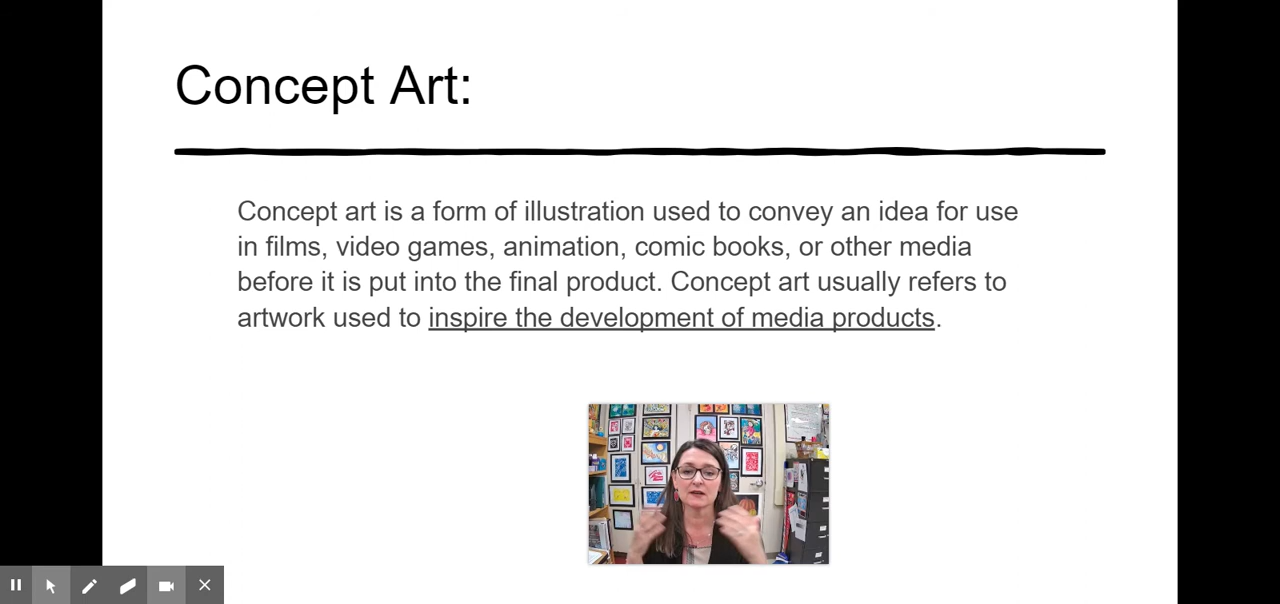 Concept Art:
Concept art is a form of illustration used to convey an idea for use
in films, video games, animation, comic books, or other media
before it is put into the final product. Concept art usually refers to
artwork used to inspire the development of media products.